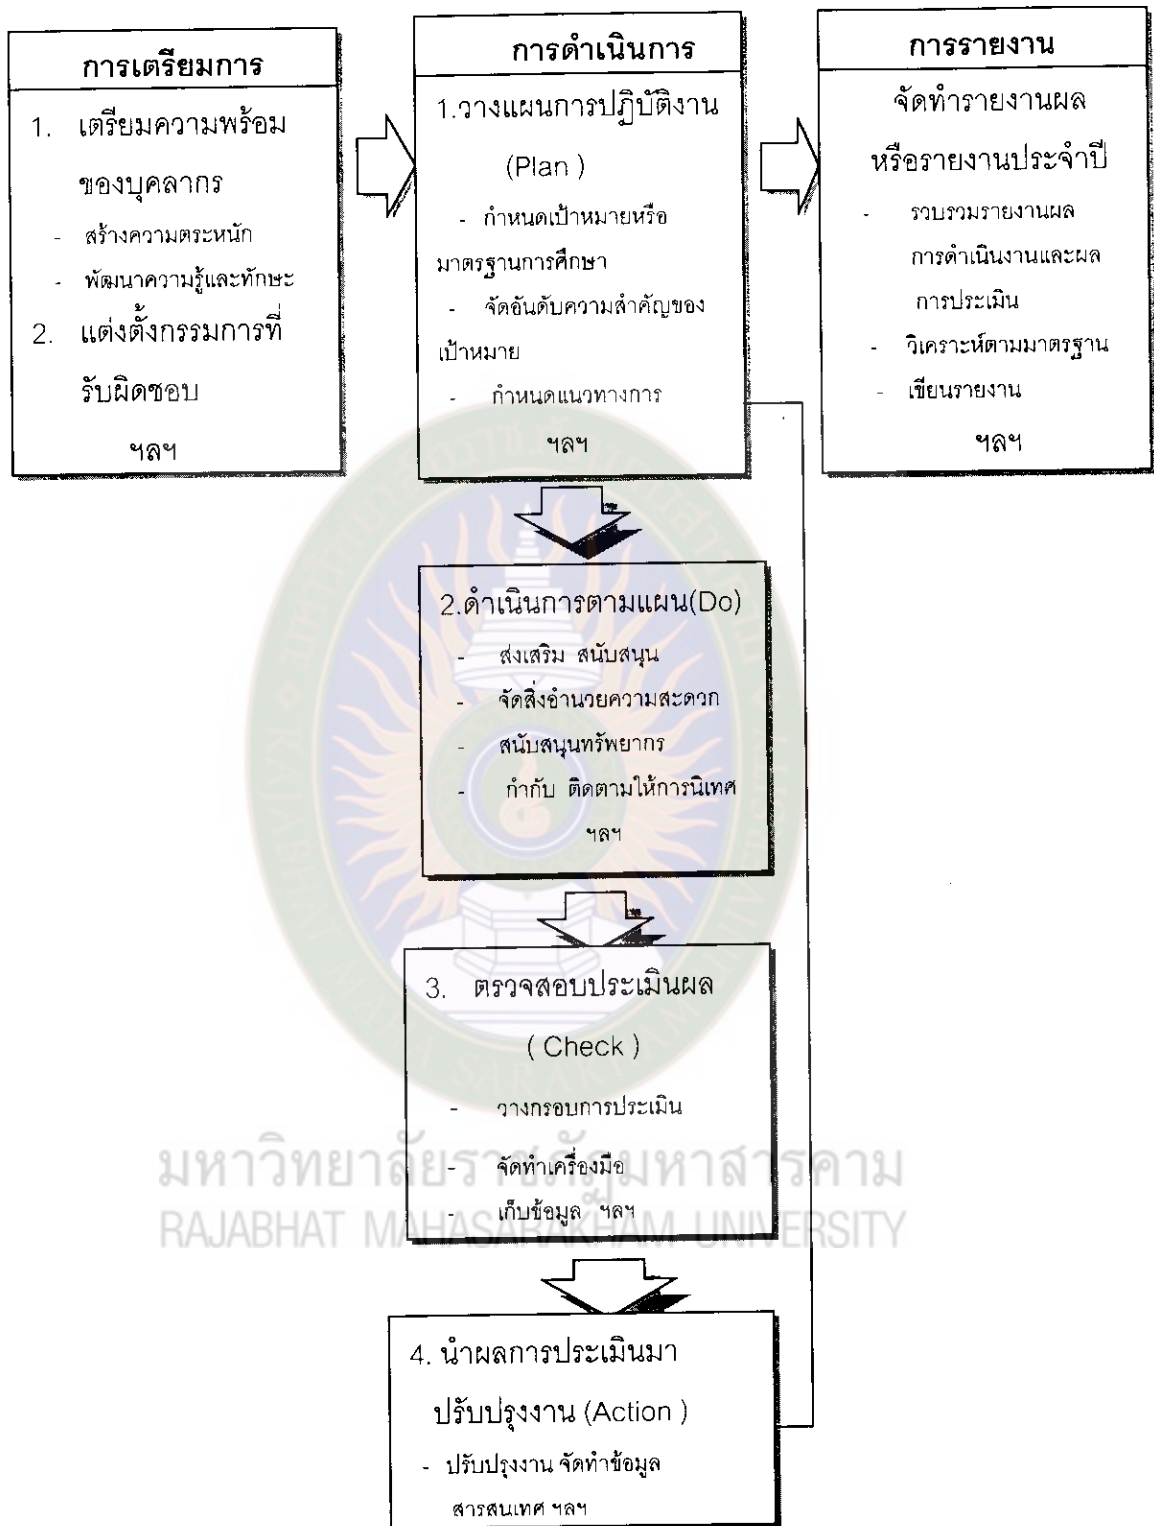 การเตรียมการ
1. เตรียมความพร้อม
ของบุคลากร
- สร้างความตระหนัก
- พัฒนาความรู้และทักษะ
2. แต่งตั้งกรรมการที่
รับผิดชอบ
ฯลฯ
การดำเนินการ
1.วางแผนการปฏิบัติงาน
(Plan )
- กำหนดเป้าหมายหรือ
มาตรฐานการศึกษา
- จัดอันดับความสำคัญของ
เป้าหมาย
- กำหนดแนวทางการ
ฯลฯ
การรายงาน
จัดทำรายงานผล
หรือรายงานประจำปี
- รวบรวมรายงานผล
การดำเนินงานและผล
การประเมิน
- วิเคราะห์ตามมาตรฐาน
- เขียนรายงาน
ฯลฯ
2.ดำเนินการตามแผน(Do)
- ส่งเสริม สนับสนุน
- จัดสิ่งอำนวยความสะดวก
- สนับสนุนทรัพยากร
- กำกับ ติดตามให้การนิเทศ
ฯลฯ
3. ตรวจสอบประเมินผล
( Check )
- วางกรอบการประเมิน
- จัดทำเครื่องมือ
- เก็บข้อมูล ฯลฯ
4. นำผลการประเมินมา
ปรับปรุงงาน (Action )
- ปรับปรุงงาน จัดทำข้อมูล
สารสนเทศ ฯลฯ
มหาวิทยาลัยราชภัฏมหาสารคาม
RAJABHAT MAHASARAKHAM UNIVERSITY